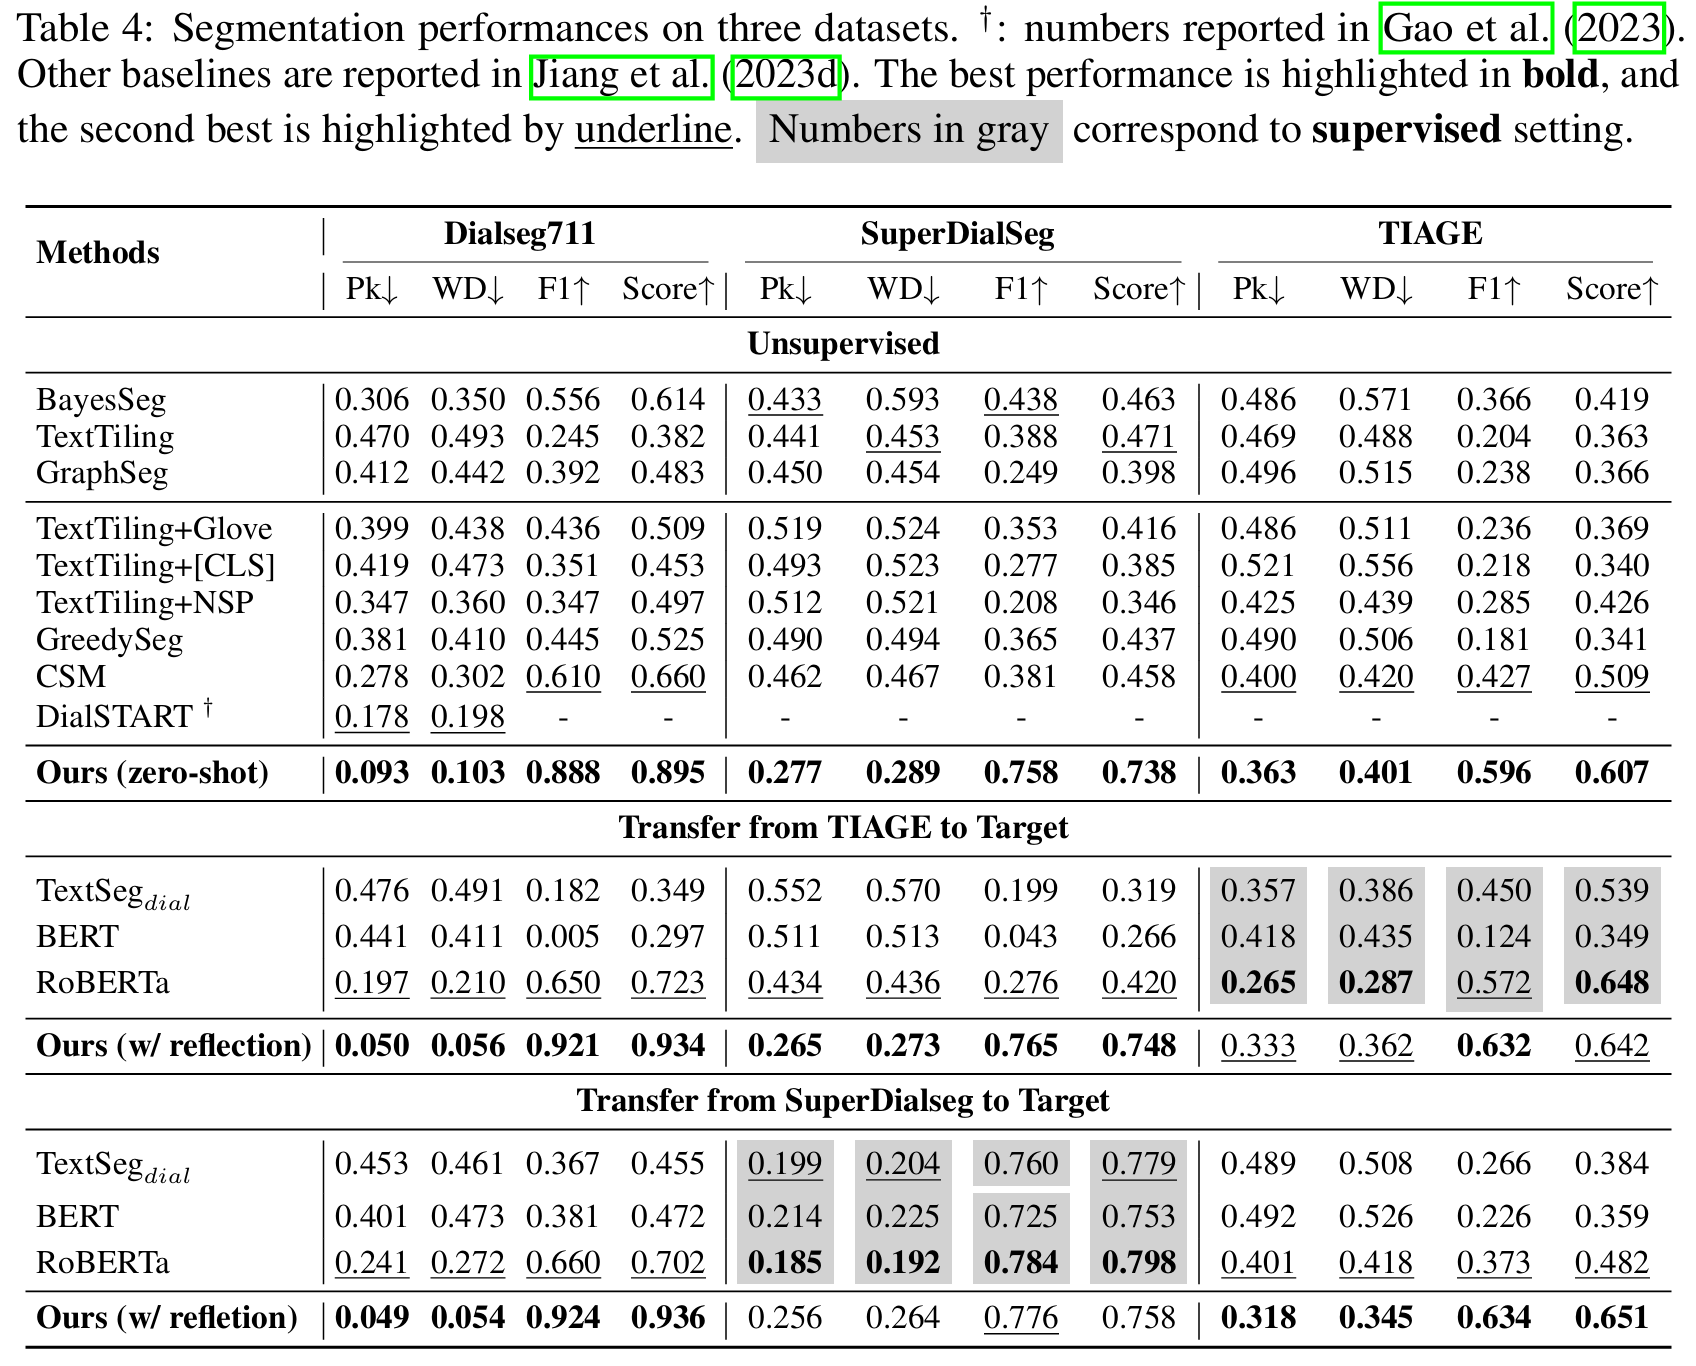 Table 4: Segmentation performances on three datasets. †: numbers reported in Gao et al. (2023).
Other baselines are reported in Jiang et al. (2023d). The best performance is highlighted in bold, and
the second best is highlighted by underline. Numbers in gray correspond to supervised setting.
Methods Dialseg711 SuperDialSeg TIAGE
Pk↓ WD↓ F1↑ Score↑ Pk↓ WD↓ F1↑ Score↑ Pk↓ WD↓ F1↑ Score↑
Unsupervised
BayesSeg 0.306 0.350 0.556 0.614 0.433 0.593 0.438 0.463 0.486 0.571 0.366 0.419
TextTiling 0.470 0.493 0.245 0.382 0.441 0.453 0.388 0.471 0.469 0.488 0.204 0.363
GraphSeg 0.412 0.442 0.392 0.483 0.450 0.454 0.249 0.398 0.496 0.515 0.238 0.366
TextTiling+Glove 0.399 0.438 0.436 0.509 0.519 0.524 0.353 0.416 0.486 0.511 0.236 0.369
TextTiling+[CLS] 0.419 0.473 0.351 0.453 0.493 0.523 0.277 0.385 0.521 0.556 0.218 0.340
TextTiling+NSP 0.347 0.360 0.347 0.497 0.512 0.521 0.208 0.346 0.425 0.439 0.285 0.426
GreedySeg 0.381 0.410 0.445 0.525 0.490 0.494 0.365 0.437 0.490 0.506 0.181 0.341
CSM 0.278 0.302 0.610 0.660 0.462 0.467 0.381 0.458 0.400 0.420 0.427 0.509
DialSTART † 0.178 0.198 - - - - - - - - - -
Ours (zero-shot) 0.093 0.103 0.888 0.895 0.277 0.289 0.758 0.738 0.363 0.401 0.596 0.607
Transfer from TIAGE to Target
TextSeg_dial 0.476 0.491 0.182 0.349 0.552 0.570 0.199 0.319 0.357 0.386 0.450 0.539
BERT 0.441 0.411 0.005 0.297 0.511 0.513 0.043 0.266 0.418 0.435 0.124 0.349
RoBERTa 0.197 0.210 0.650 0.723 0.434 0.436 0.276 0.420 0.265 0.287 0.572 0.648
Ours (w/ reflection) 0.050 0.056 0.921 0.934 0.265 0.273 0.765 0.748 0.333 0.362 0.632 0.642
Transfer from SuperDialseg to Target
TextSeg_dial 0.453 0.461 0.367 0.455 0.199 0.204 0.760 0.779 0.489 0.508 0.266 0.384
BERT 0.401 0.473 0.381 0.472 0.214 0.225 0.725 0.753 0.492 0.526 0.226 0.359
RoBERTa 0.241 0.272 0.660 0.702 0.185 0.192 0.784 0.798 0.401 0.418 0.373 0.482
Ours (w/ refletion) 0.049 0.054 0.924 0.936 0.256 0.264 0.776 0.758 0.318 0.345 0.634 0.651